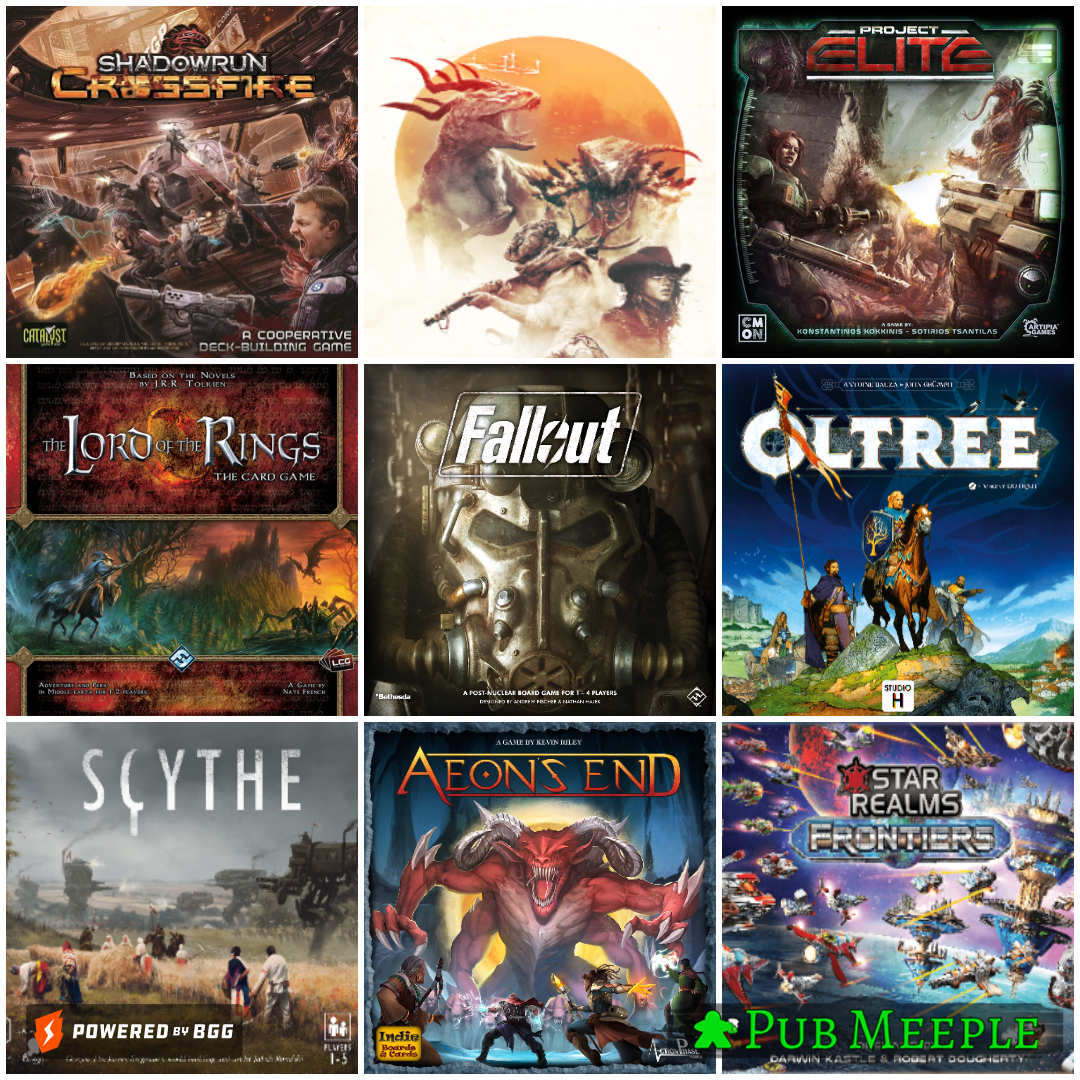 SHADOWRUN
CROSSFIRE
CATALYST
A COOPERATIVE
DECK-BUILDING GAME
PROJECT
ELITE
CMON
A GAME BY:
KONSTANTINOS KOKKINIS - SOTIRIOS TSANTILAS
ARTIPIA
GAMES
BASED ON THE NOVELS
BY J.R.R. TOLKIEN
THE LORD OF THE RINGS
THE CARD GAME
ADVENTURE AND PERIL
IN MIDDLE-EARTH FOR 1-2 PLAYERS
LCG
A GAME BY
NATE FRENCH
Fallout
Bethesda
A POST-NUCLEAR BOARD GAME FOR 1 – 4 PLAYERS
DESIGNED BY ANDREW FISCHER & NATHAN HAJEK
ANTOINE BAUZA & JOHN GRÜMPH
OLTRÉÉ
VINCENT DUTRAIT
STUDIO
H
SCYTHE
PLAYERS
1-5
POWERED BY BGG
A GAME BY KEVIN RILEY
AEON'S END
Indie
Boards
& Cards
STAR
REALMS
FRONTIERS
PUB MEEPLE
DARWIN KASTLE & ROBERT DOUGHERTY